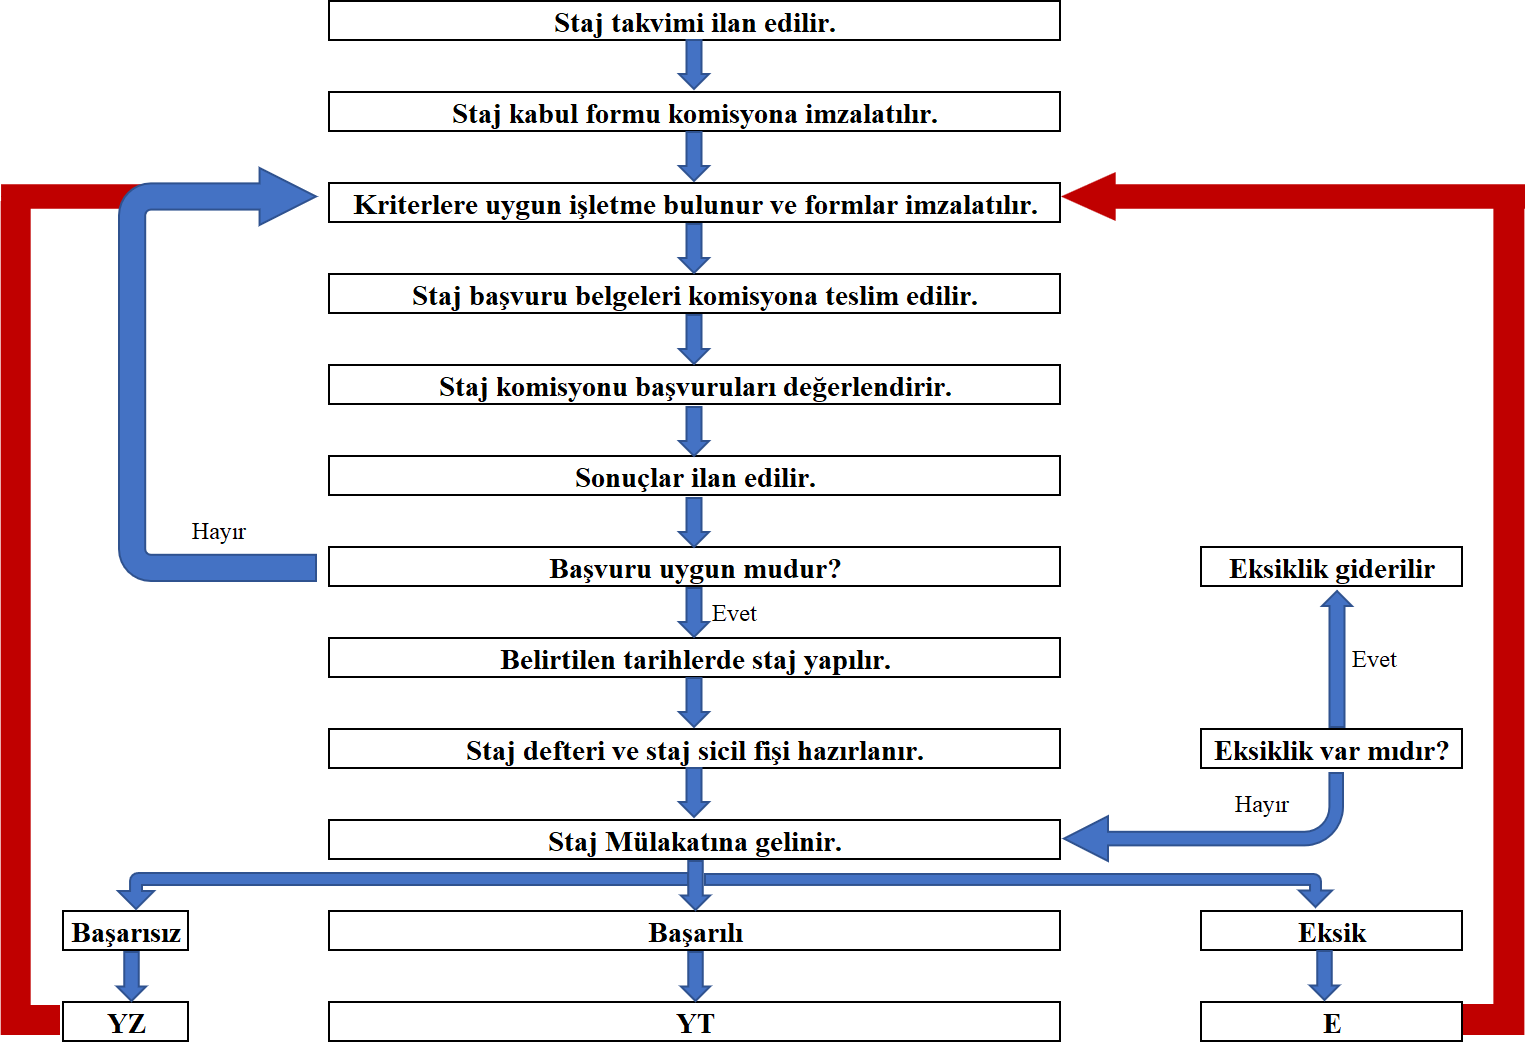 Staj takvimi ilan edilir.
Staj kabul formu komisyona imzalatılır.
Kriterlere uygun işletme bulunur ve formlar imzalatılır.
Staj başvuru belgeleri komisyona teslim edilir.
Staj komisyonu başvuruları değerlendirir.
Sonuçlar ilan edilir.
Hayır
Başvuru uygun mudur?
Eksiklik giderilir
Evet
Belirtilen tarihlerde staj yapılır.
Evet
Staj defteri ve staj sicil fişi hazırlanır.
Eksiklik var mıdır?
Hayır
Staj Mülakatına gelinir.
Başarısız
Başarılı
Eksik
YZ
YT
E